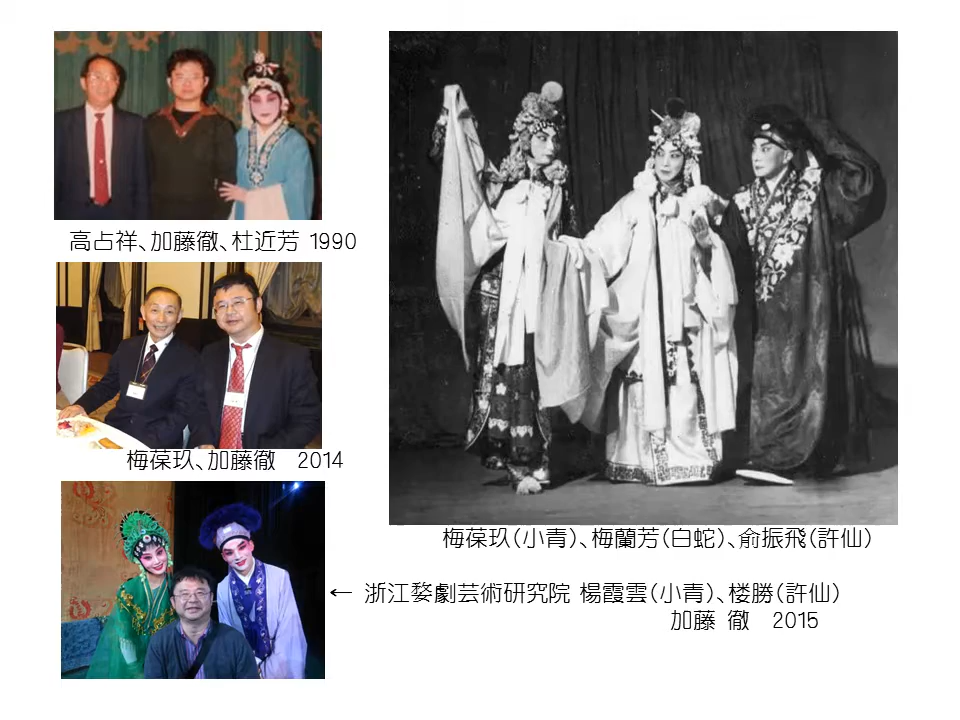 高占祥、加藤徹、杜近芳 1990
梅葆玖、加藤徹　2014
梅葆玖(小青)、梅蘭芳(白蛇)、俞振飛(許仙)
← 浙江婺劇芸術研究院 楊霞雲(小青)、楼勝(許仙)
加藤 徹　2015